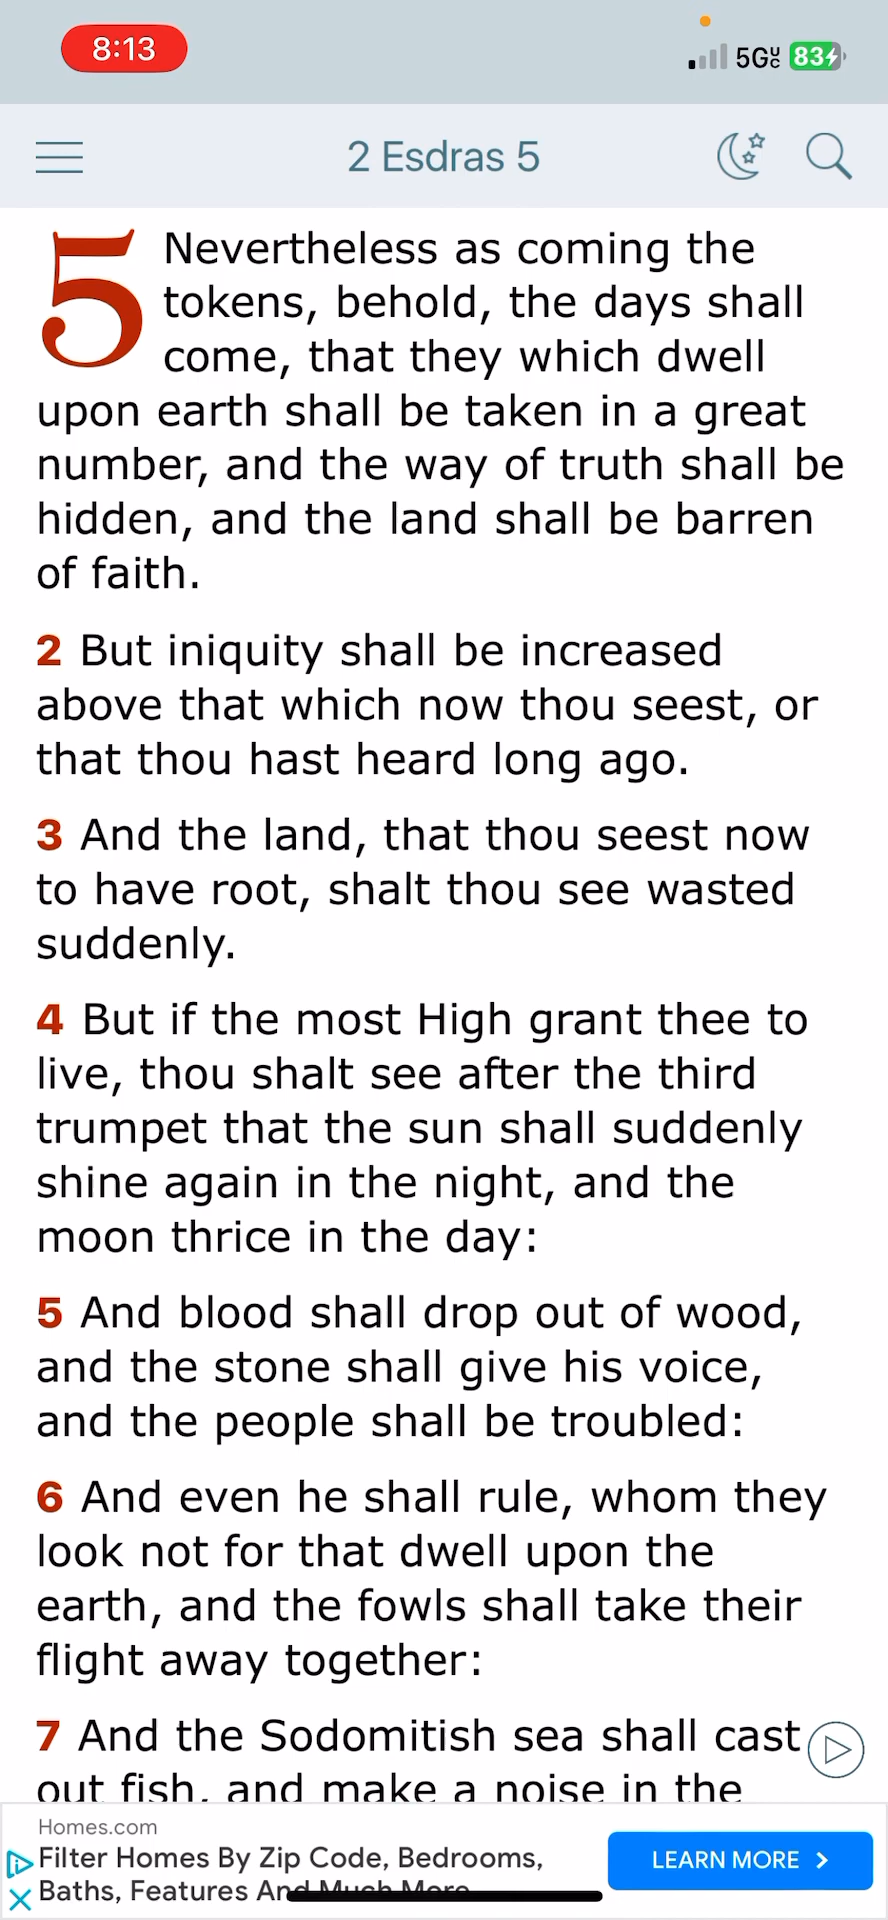 8:13
5G UC 83
2 Esdras 5
5 Nevertheless as coming the
tokens, behold, the days shall
come, that they which dwell
upon earth shall be taken in a great
number, and the way of truth shall be
hidden, and the land shall be barren
of faith.
2 But iniquity shall be increased
above that which now thou seest, or
that thou hast heard long ago.
3 And the land, that thou seest now
to have root, shalt thou see wasted
suddenly.
4 But if the most High grant thee to
live, thou shalt see after the third
trumpet that the sun shall suddenly
shine again in the night, and the
moon thrice in the day:
5 And blood shall drop out of wood,
and the stone shall give his voice,
and the people shall be troubled:
6 And even he shall rule, whom they
look not for that dwell upon the
earth, and the fowls shall take their
flight away together:
7 And the Sodomitish sea shall cast
out fish, and make a noise in the
Homes.com
Filter Homes By Zip Code, Bedrooms,
Baths, Features And Much More
LEARN MORE